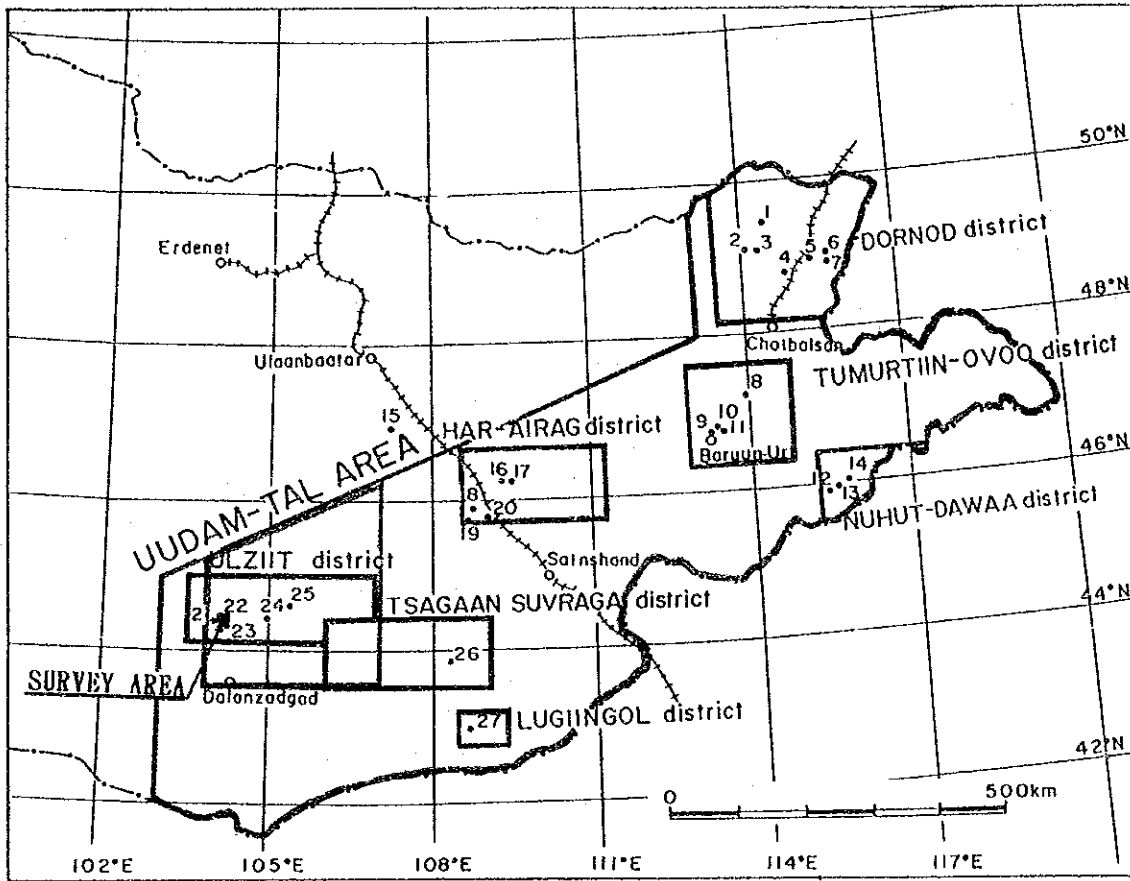 50°N
1
2
3
4
5
6
7
DORNOD district
Erdenet
48°N
Choibalsan
Ulaanbaatar
TUMURTIIN-OVOO district
8
15
HAR-AIRAG district
9
10
11
Baruun-Ur
46°N
UUDAM-TAL AREA
16
17
14
12
13
8
20
19
NUHUT-DAWAA district
ULZIIT district
Sainshand
44°N
TSAGAAN SUVRAGA district
2
22
24
25
23
26
SURVEY AREA
Dalanzadgad
27
LUGIINGOL district
42°N
0
500km
102°E
105°E
108°E
111°E
114°E
117°E